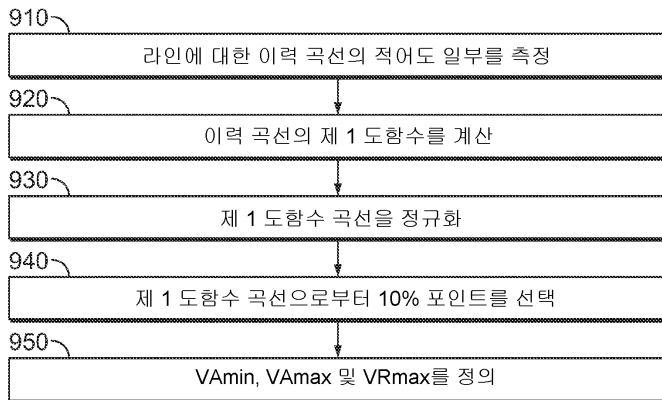 910
라인에 대한 이력 곡선의 적어도 일부를 측정
920
이력 곡선의 제 1 도함수를 계산
930
제 1 도함수 곡선을 정규화
940
제 1 도함수 곡선으로부터 10% 포인트를 선택
950
VAmin, VAmax 및 VRmax를 정의